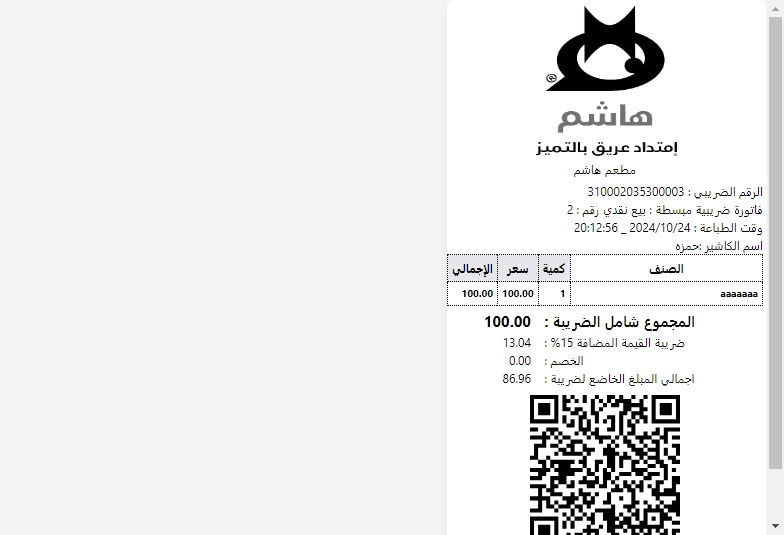 ®
هاشم
إمتداد عريق بالتميز
مطعم هاشم
الرقم الضريبي : 310002035300003
فاتورة ضريبية مبسطة : بيع نقدي رقم : 2
وقت الطباعة : 2024/10/24 _ 20:12:56
اسم الكاشير :حمزه
الصنف كمية سعر الإجمالي
aaaaaaa 1 100.00 100.00
المجموع شامل الضريبة : 100.00
ضريبة القيمة المضافة 15% : 13.04
الخصم : 0.00
اجمالي المبلغ الخاضع لضريبة : 86.96